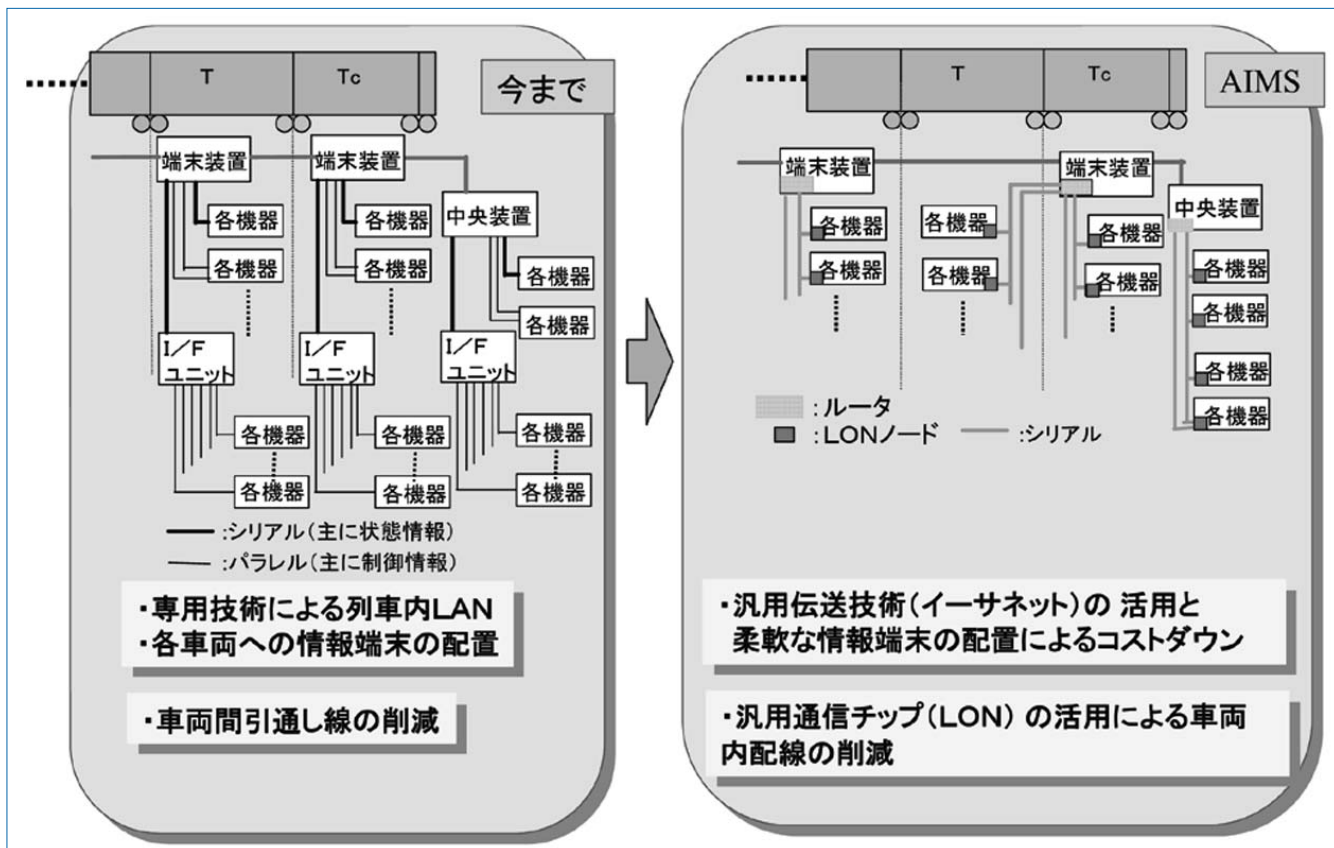 今まで
T
Tc
端末装置
端末装置
中央装置
各機器
各機器
各機器
各機器
各機器
各機器
I/F
ユニット
I/F
ユニット
I/F
ユニット
各機器
各機器
各機器
各機器
各機器
各機器
:シリアル(主に状態情報)
:パラレル(主に制御情報)
・専用技術による列車内LAN
・各車両への情報端末の配置
・車両間引通し線の削減
AIMS
T
Tc
端末装置
端末装置
中央装置
各機器
各機器
各機器
各機器
各機器
各機器
各機器
各機器
各機器
各機器
:ルータ
:LONノード
:シリアル
・汎用伝送技術(イーサネット)の 活用と
柔軟な情報端末の配置によるコストダウン
・汎用通信チップ(LON) の活用による車両
内配線の削減